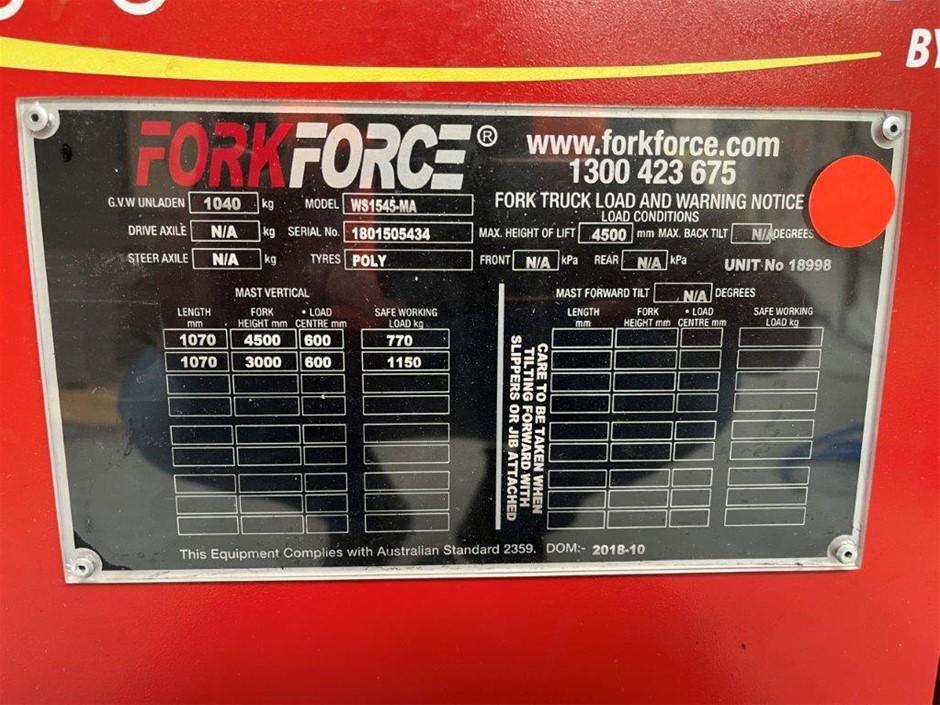 BY
FORKFORCE®
www.forkforce.com
1300 423 675
G.V.W UNLADEN 1040 kg MODEL WS1545-MA
FORK TRUCK LOAD AND WARNING NOTICE
LOAD CONDITIONS
DRIVE AXILE N/A kg SERIAL No. 1801505434
MAX. HEIGHT OF LIFT 4500 mm MAX. BACK TILT N/A DEGREES
STEER AXILE N/A kg TYRES POLY
FRONT N/A kPa REAR N/A kPa UNIT No 18998
MAST VERTICAL
LENGTH mm FORK HEIGHT mm • LOAD CENTRE mm SAFE WORKING LOAD kg
1070 4500 600 770
1070 3000 600 1150
CARE TO BE TAKEN WHEN
TILTING FORWARD WITH
SLIPPERS OR JIB ATTACHED
MAST FORWARD TILT N/A DEGREES
LENGTH mm FORK HEIGHT mm • LOAD CENTRE mm SAFE WORKING LOAD kg
This Equipment Complies with Australian Standard 2359. DOM:- 2018-10